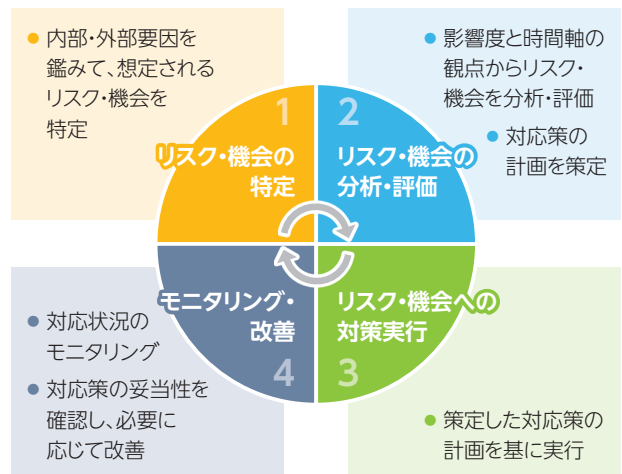 ● 内部・外部要因を
鑑みて、想定される
リスク・機会を
特定
1
リスク・機会の
特定
● 影響度と時間軸の
観点からリスク・
機会を分析・評価
● 対応策の
計画を策定
2
リスク・機会の
分析・評価
リスク・機会への
対策実行
3
● 策定した対応策の
計画を基に実行
モニタリング・
改善
4
● 対応状況の
モニタリング
● 対応策の妥当性を
確認し、必要に
応じて改善